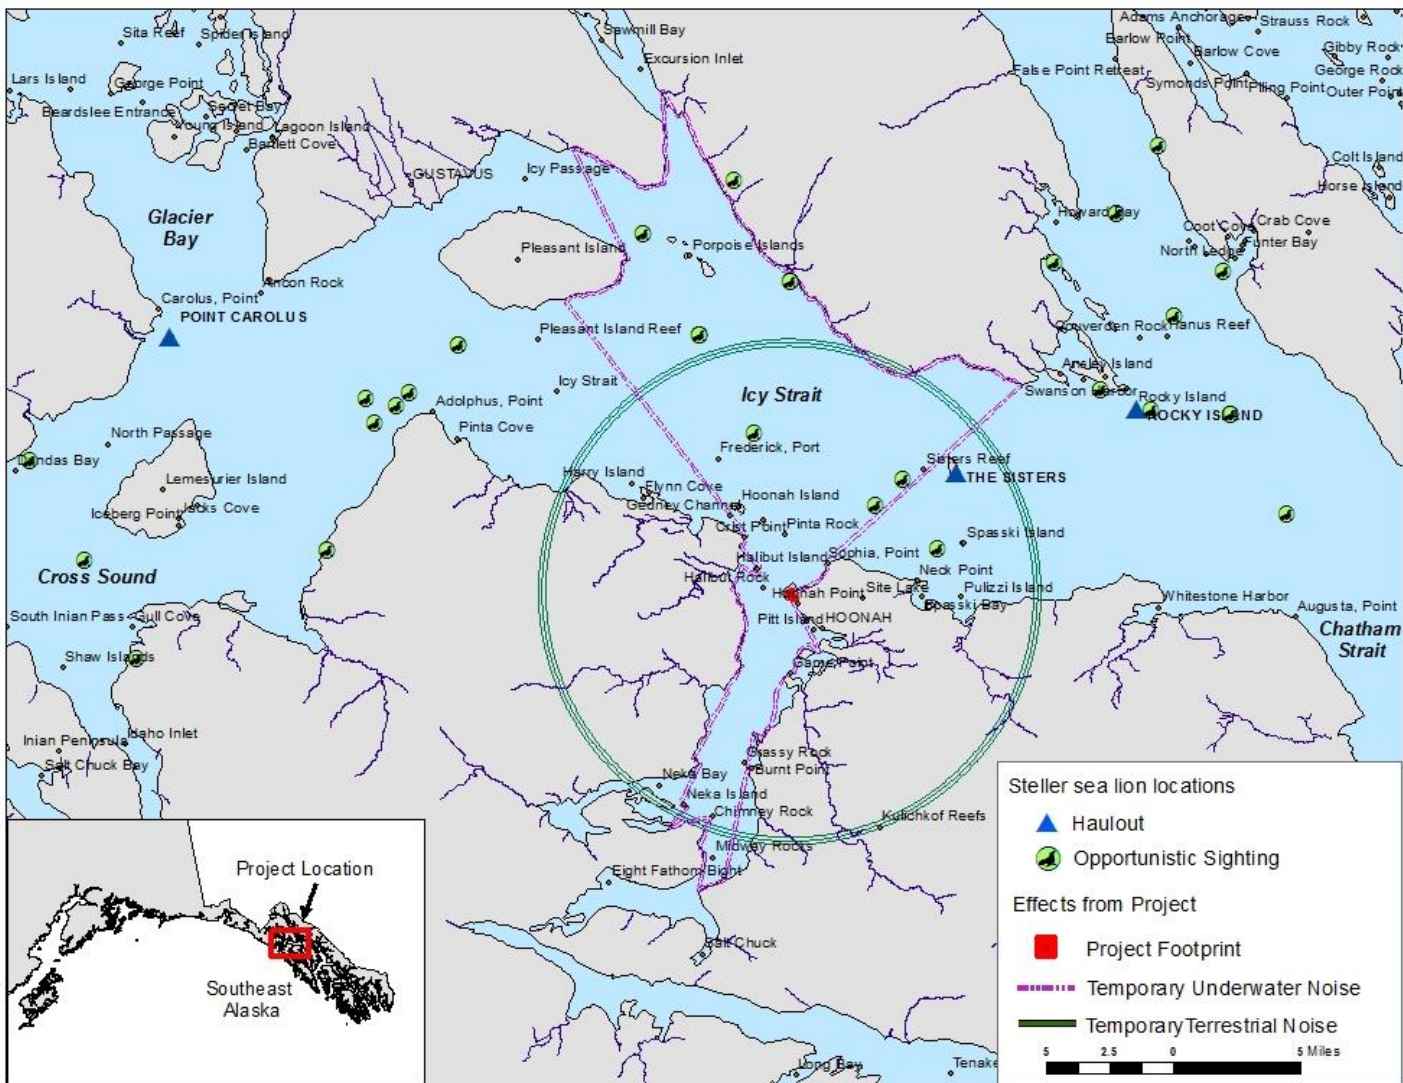 Sita Reef
Spider Island
Sawmill Bay
Adams Anchorage
Strauss Rock
Excursion Inlet
Barlow Point
Barlow Cove
Gibby Rock
Lars Island
George Point
False Point Retreat
Symonds Point
Piling Point
George Rock
Outer Point
Beardslee Entrance
Secret Bay
Young Island
Lagoon Island
Bartlett Cove
GUSTAVUS
Icy Passage
Colt Island
Horse Island
Glacier
Bay
Howard Bay
Coot Cove
Crab Cove
North Ledge
Funter Bay
Pleasant Island
Porpoise Islands
Ancon Rock
Carolus, Point
POINT CAROLUS
Pleasant Island Reef
Couverden Rock
Hanus Reef
Ansley Island
Icy Strait
Icy Strait
Swanson Harbor
Rocky Island
ROCKY ISLAND
Adolphus, Point
Pinta Cove
North Passage
Frederick, Port
Dundas Bay
Sisters Reef
THE SISTERS
Lemesurier Island
Harry Island
Flynn Cove
Gedney Channel
Hoonah Island
Iceberg Point
Jacks Cove
Crist Point
Pinta Rock
Spasski Island
Halibut Island
Sophia, Point
Cross Sound
Halibut Rock
Neck Point
Hoonah Point
Site Lake
Pulizzi Island
Spasski Bay
Whitestone Harbor
Augusta, Point
South Inian Pass
Gull Cove
Pitt Island
HOONAH
Chatham
Strait
Shaw Islands
Game Point
Inian Peninsula
Idaho Inlet
Salt Chuck Bay
Grassy Rock
Burnt Point
Neka Bay
Neka Island
Chimney Rock
Kulichkof Reefs
Midway Rocks
Eight Fathom Bight
Salt Chuck
Long Bay
Tenake
Project Location
Southeast
Alaska
Steller sea lion locations
Haulout
Opportunistic Sighting
Effects from Project
Project Footprint
Temporary Underwater Noise
Temporary Terrestrial Noise
5 2.5 0 5 Miles